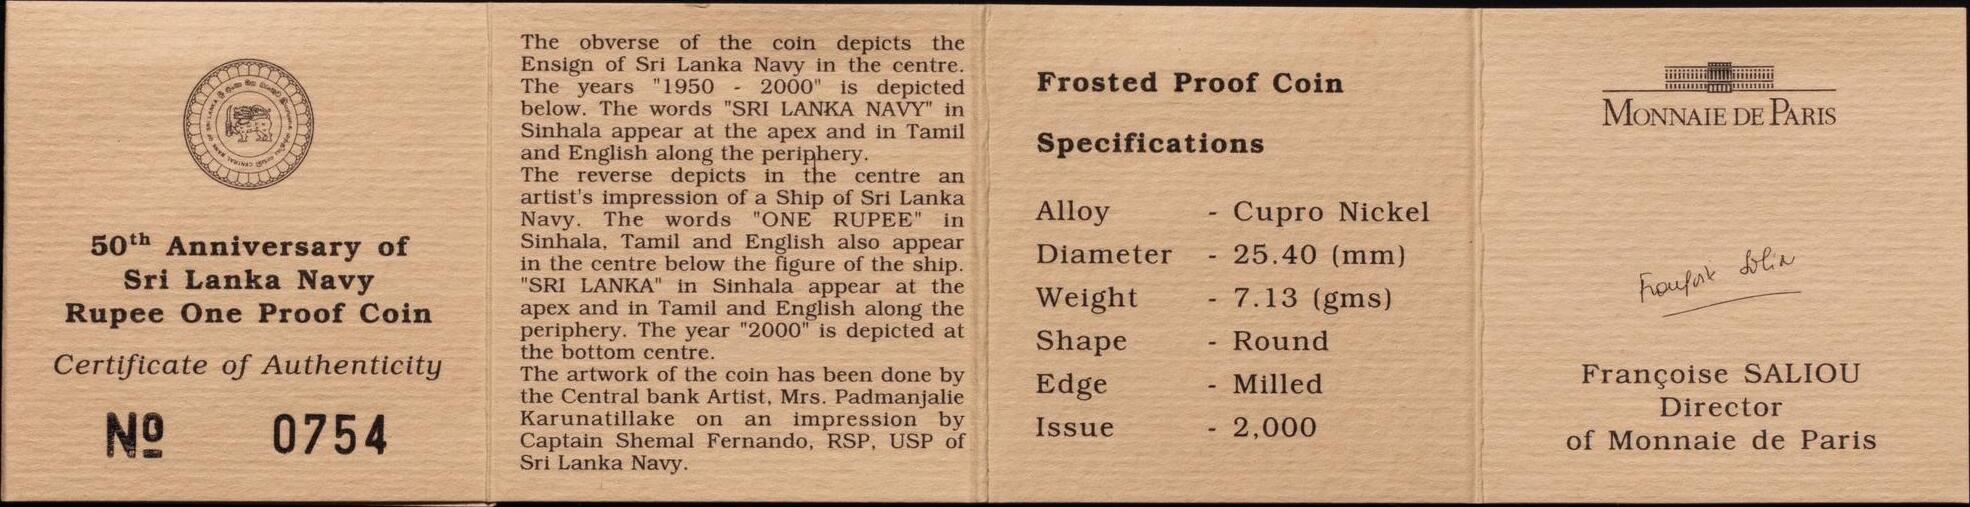 50th Anniversary of
Sri Lanka Navy
Rupee One Proof Coin
Certificate of Authenticity
Nº 0754
The obverse of the coin depicts the
Ensign of Sri Lanka Navy in the centre.
The years "1950 - 2000" is depicted
below. The words "SRI LANKA NAVY" in
Sinhala appear at the apex and in Tamil
and English along the periphery.
The reverse depicts in the centre an
artist's impression of a Ship of Sri Lanka
Navy. The words "ONE RUPEE" in
Sinhala, Tamil and English also appear
in the centre below the figure of the ship.
"SRI LANKA" in Sinhala appear at the
apex and in Tamil and English along the
periphery. The year "2000" is depicted at
the bottom centre.
The artwork of the coin has been done by
the Central bank Artist, Mrs. Padmanjalie
Karunatillake on an impression by
Captain Shemal Fernando, RSP, USP of
Sri Lanka Navy.
Frosted Proof Coin
Specifications
Alloy - Cupro Nickel
Diameter - 25.40 (mm)
Weight - 7.13 (gms)
Shape - Round
Edge - Milled
Issue - 2,000
MONNAIE DE PARIS
Françoise SALIOU
Director
of Monnaie de Paris